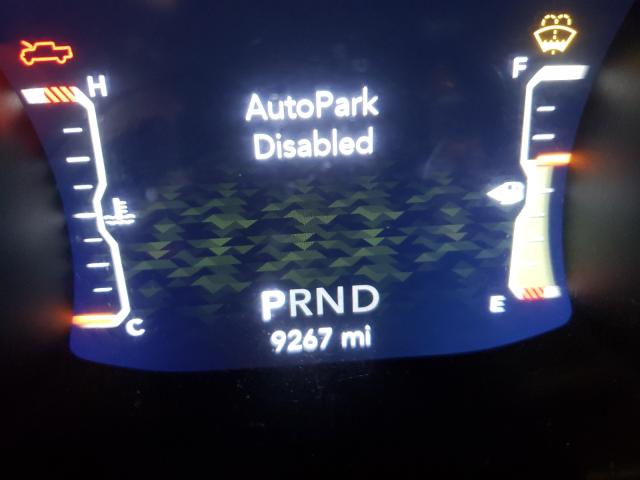 H
F
AutoPark
Disabled
C
E
PRND
9267 mi